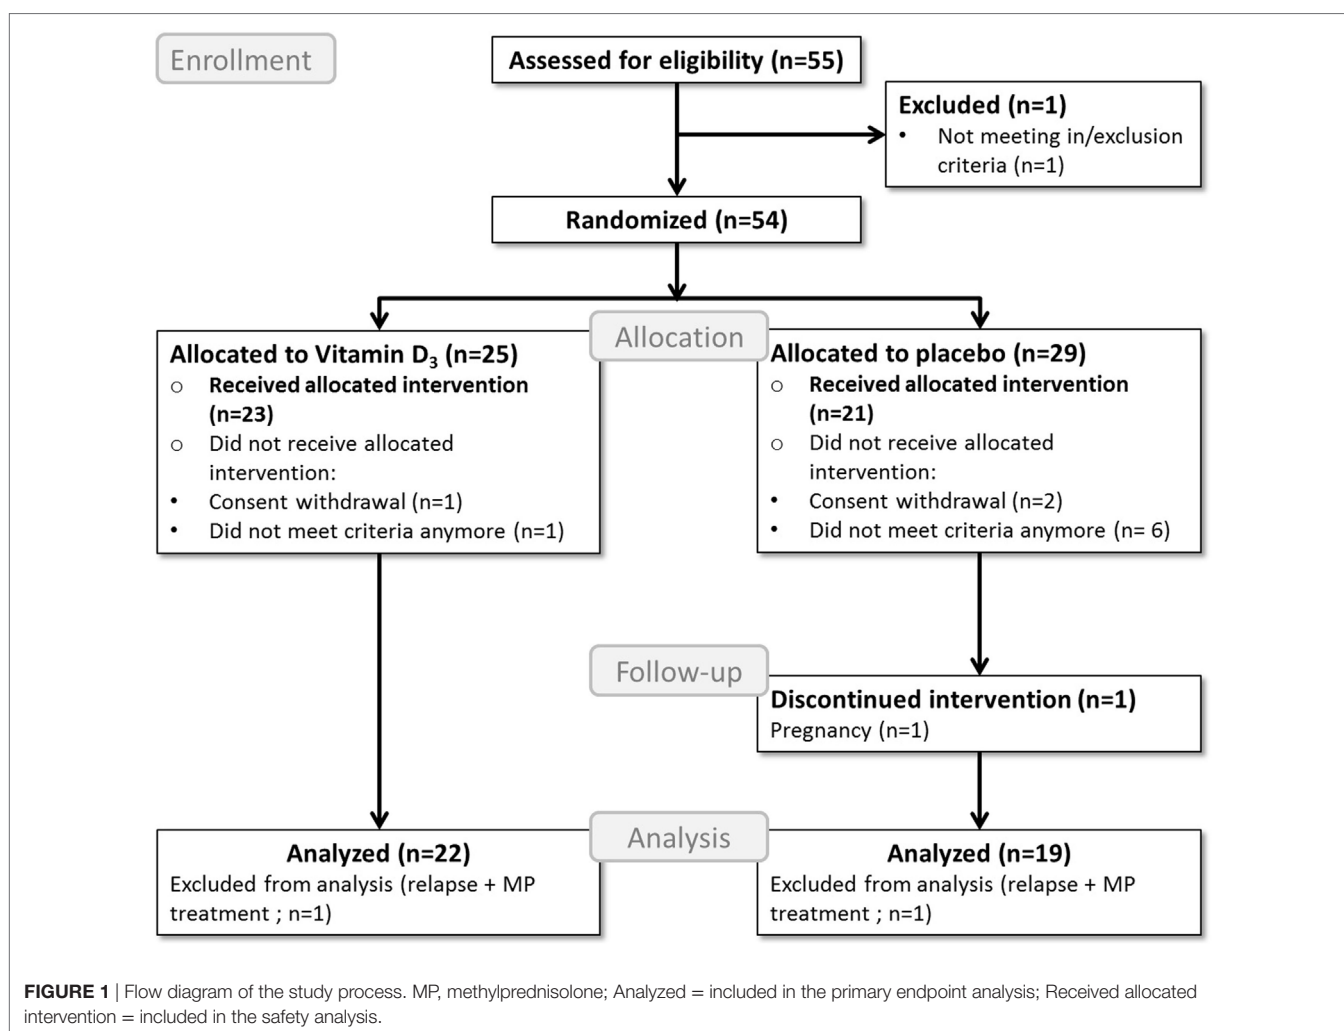 Enrollment
Assessed for eligibility (n=55)
Excluded (n=1)
• Not meeting in/exclusion
criteria (n=1)
Randomized (n=54)
Allocation
Allocated to Vitamin D₃ (n=25)
○ Received allocated intervention
(n=23)
○ Did not receive allocated
intervention:
• Consent withdrawal (n=1)
• Did not meet criteria anymore (n=1)
Allocated to placebo (n=29)
○ Received allocated intervention
(n=21)
○ Did not receive allocated
intervention:
• Consent withdrawal (n=2)
• Did not meet criteria anymore (n= 6)
Follow-up
Discontinued intervention (n=1)
Pregnancy (n=1)
Analysis
Analyzed (n=22)
Excluded from analysis (relapse + MP
treatment ; n=1)
Analyzed (n=19)
Excluded from analysis (relapse + MP
treatment ; n=1)
FIGURE 1 | Flow diagram of the study process. MP, methylprednisolone; Analyzed = included in the primary endpoint analysis; Received allocated
intervention = included in the safety analysis.